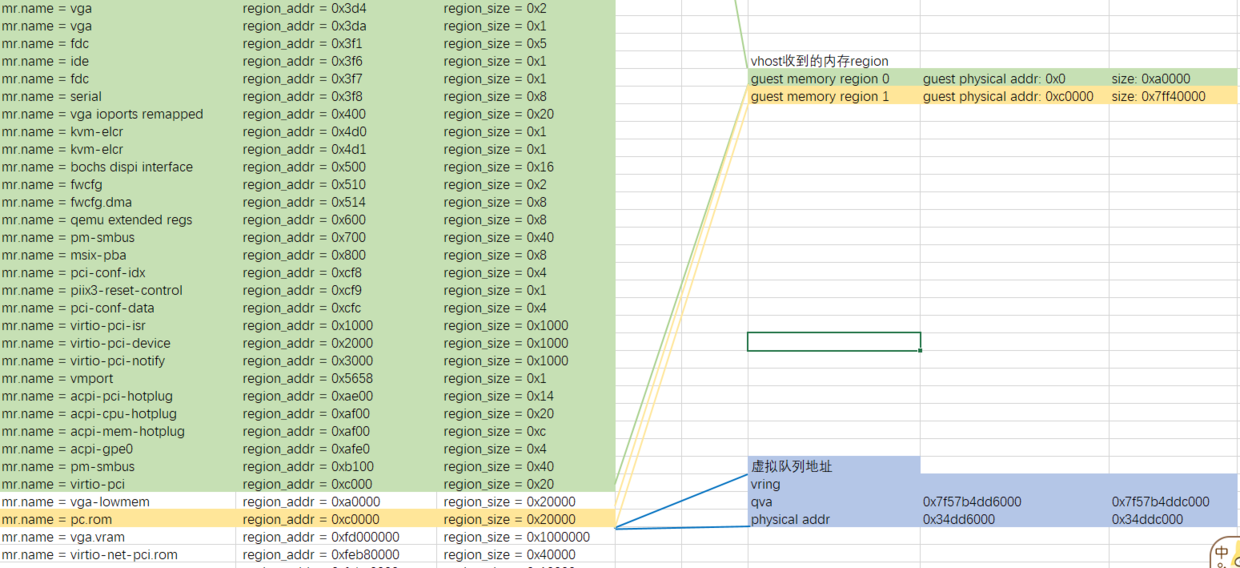 mr.name = vga region_addr = 0x3d4 region_size = 0x2
mr.name = vga region_addr = 0x3da region_size = 0x1
mr.name = fdc region_addr = 0x3f1 region_size = 0x5
mr.name = ide region_addr = 0x3f6 region_size = 0x1
mr.name = fdc region_addr = 0x3f7 region_size = 0x1
mr.name = serial region_addr = 0x3f8 region_size = 0x8
mr.name = vga ioports remapped region_addr = 0x400 region_size = 0x20
mr.name = kvm-elcr region_addr = 0x4d0 region_size = 0x1
mr.name = kvm-elcr region_addr = 0x4d1 region_size = 0x1
mr.name = bochs dispi interface region_addr = 0x500 region_size = 0x16
mr.name = fwcfg region_addr = 0x510 region_size = 0x2
mr.name = fwcfg.dma region_addr = 0x514 region_size = 0x8
mr.name = qemu extended regs region_addr = 0x600 region_size = 0x8
mr.name = pm-smbus region_addr = 0x700 region_size = 0x40
mr.name = msix-pba region_addr = 0x800 region_size = 0x8
mr.name = pci-conf-idx region_addr = 0xcf8 region_size = 0x4
mr.name = piix3-reset-control region_addr = 0xcf9 region_size = 0x1
mr.name = pci-conf-data region_addr = 0xcfc region_size = 0x4
mr.name = virtio-pci-isr region_addr = 0x1000 region_size = 0x1000
mr.name = virtio-pci-device region_addr = 0x2000 region_size = 0x1000
mr.name = virtio-pci-notify region_addr = 0x3000 region_size = 0x1000
mr.name = vmport region_addr = 0x5658 region_size = 0x1
mr.name = acpi-pci-hotplug region_addr = 0xae00 region_size = 0x14
mr.name = acpi-cpu-hotplug region_addr = 0xaf00 region_size = 0x20
mr.name = acpi-mem-hotplug region_addr = 0xaf00 region_size = 0xc
mr.name = acpi-gpe0 region_addr = 0xafe0 region_size = 0x4
mr.name = pm-smbus region_addr = 0xb100 region_size = 0x40
mr.name = virtio-pci region_addr = 0xc000 region_size = 0x20
mr.name = vga-lowmem region_addr = 0xa0000 region_size = 0x20000
mr.name = pc.rom region_addr = 0xc0000 region_size = 0x20000
mr.name = vga.vram region_addr = 0xfd000000 region_size = 0x1000000
mr.name = virtio-net-pci.rom region_addr = 0xfeb80000 region_size = 0x40000
vhost收到的内存region
guest memory region 0 guest physical addr: 0x0 size: 0xa0000
guest memory region 1 guest physical addr: 0xc0000 size: 0x7ff40000
虚拟队列地址
vring
qva 0x7f57b4dd6000 0x7f57b4ddc000
physical addr 0x34dd6000 0x34ddc000
中